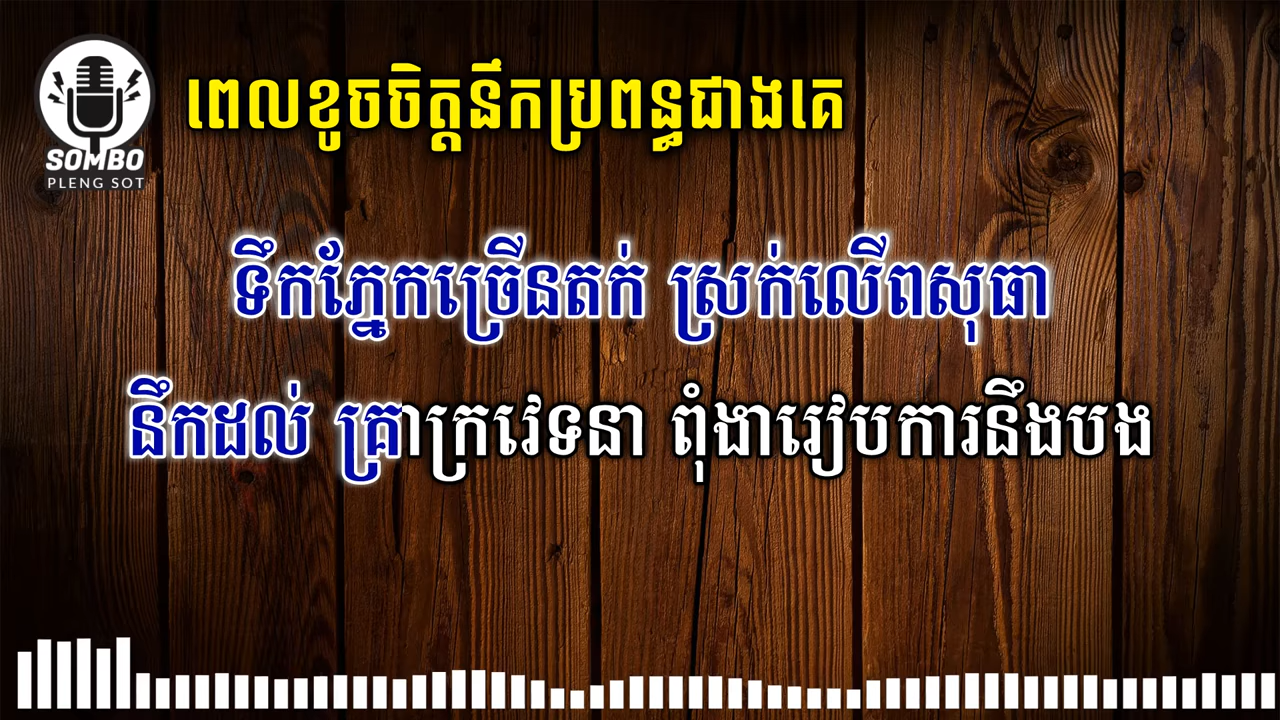 SOMBO
PLENG SOT
ពេលខូចចិត្តនឹកប្រពន្ធជាងគេ
ទឹកភ្នែកច្រើនតក់ ស្រក់លើពសុធា
នឹកដល់ គ្រាក្រវេទនា ពុំងារៀបការនឹងបង